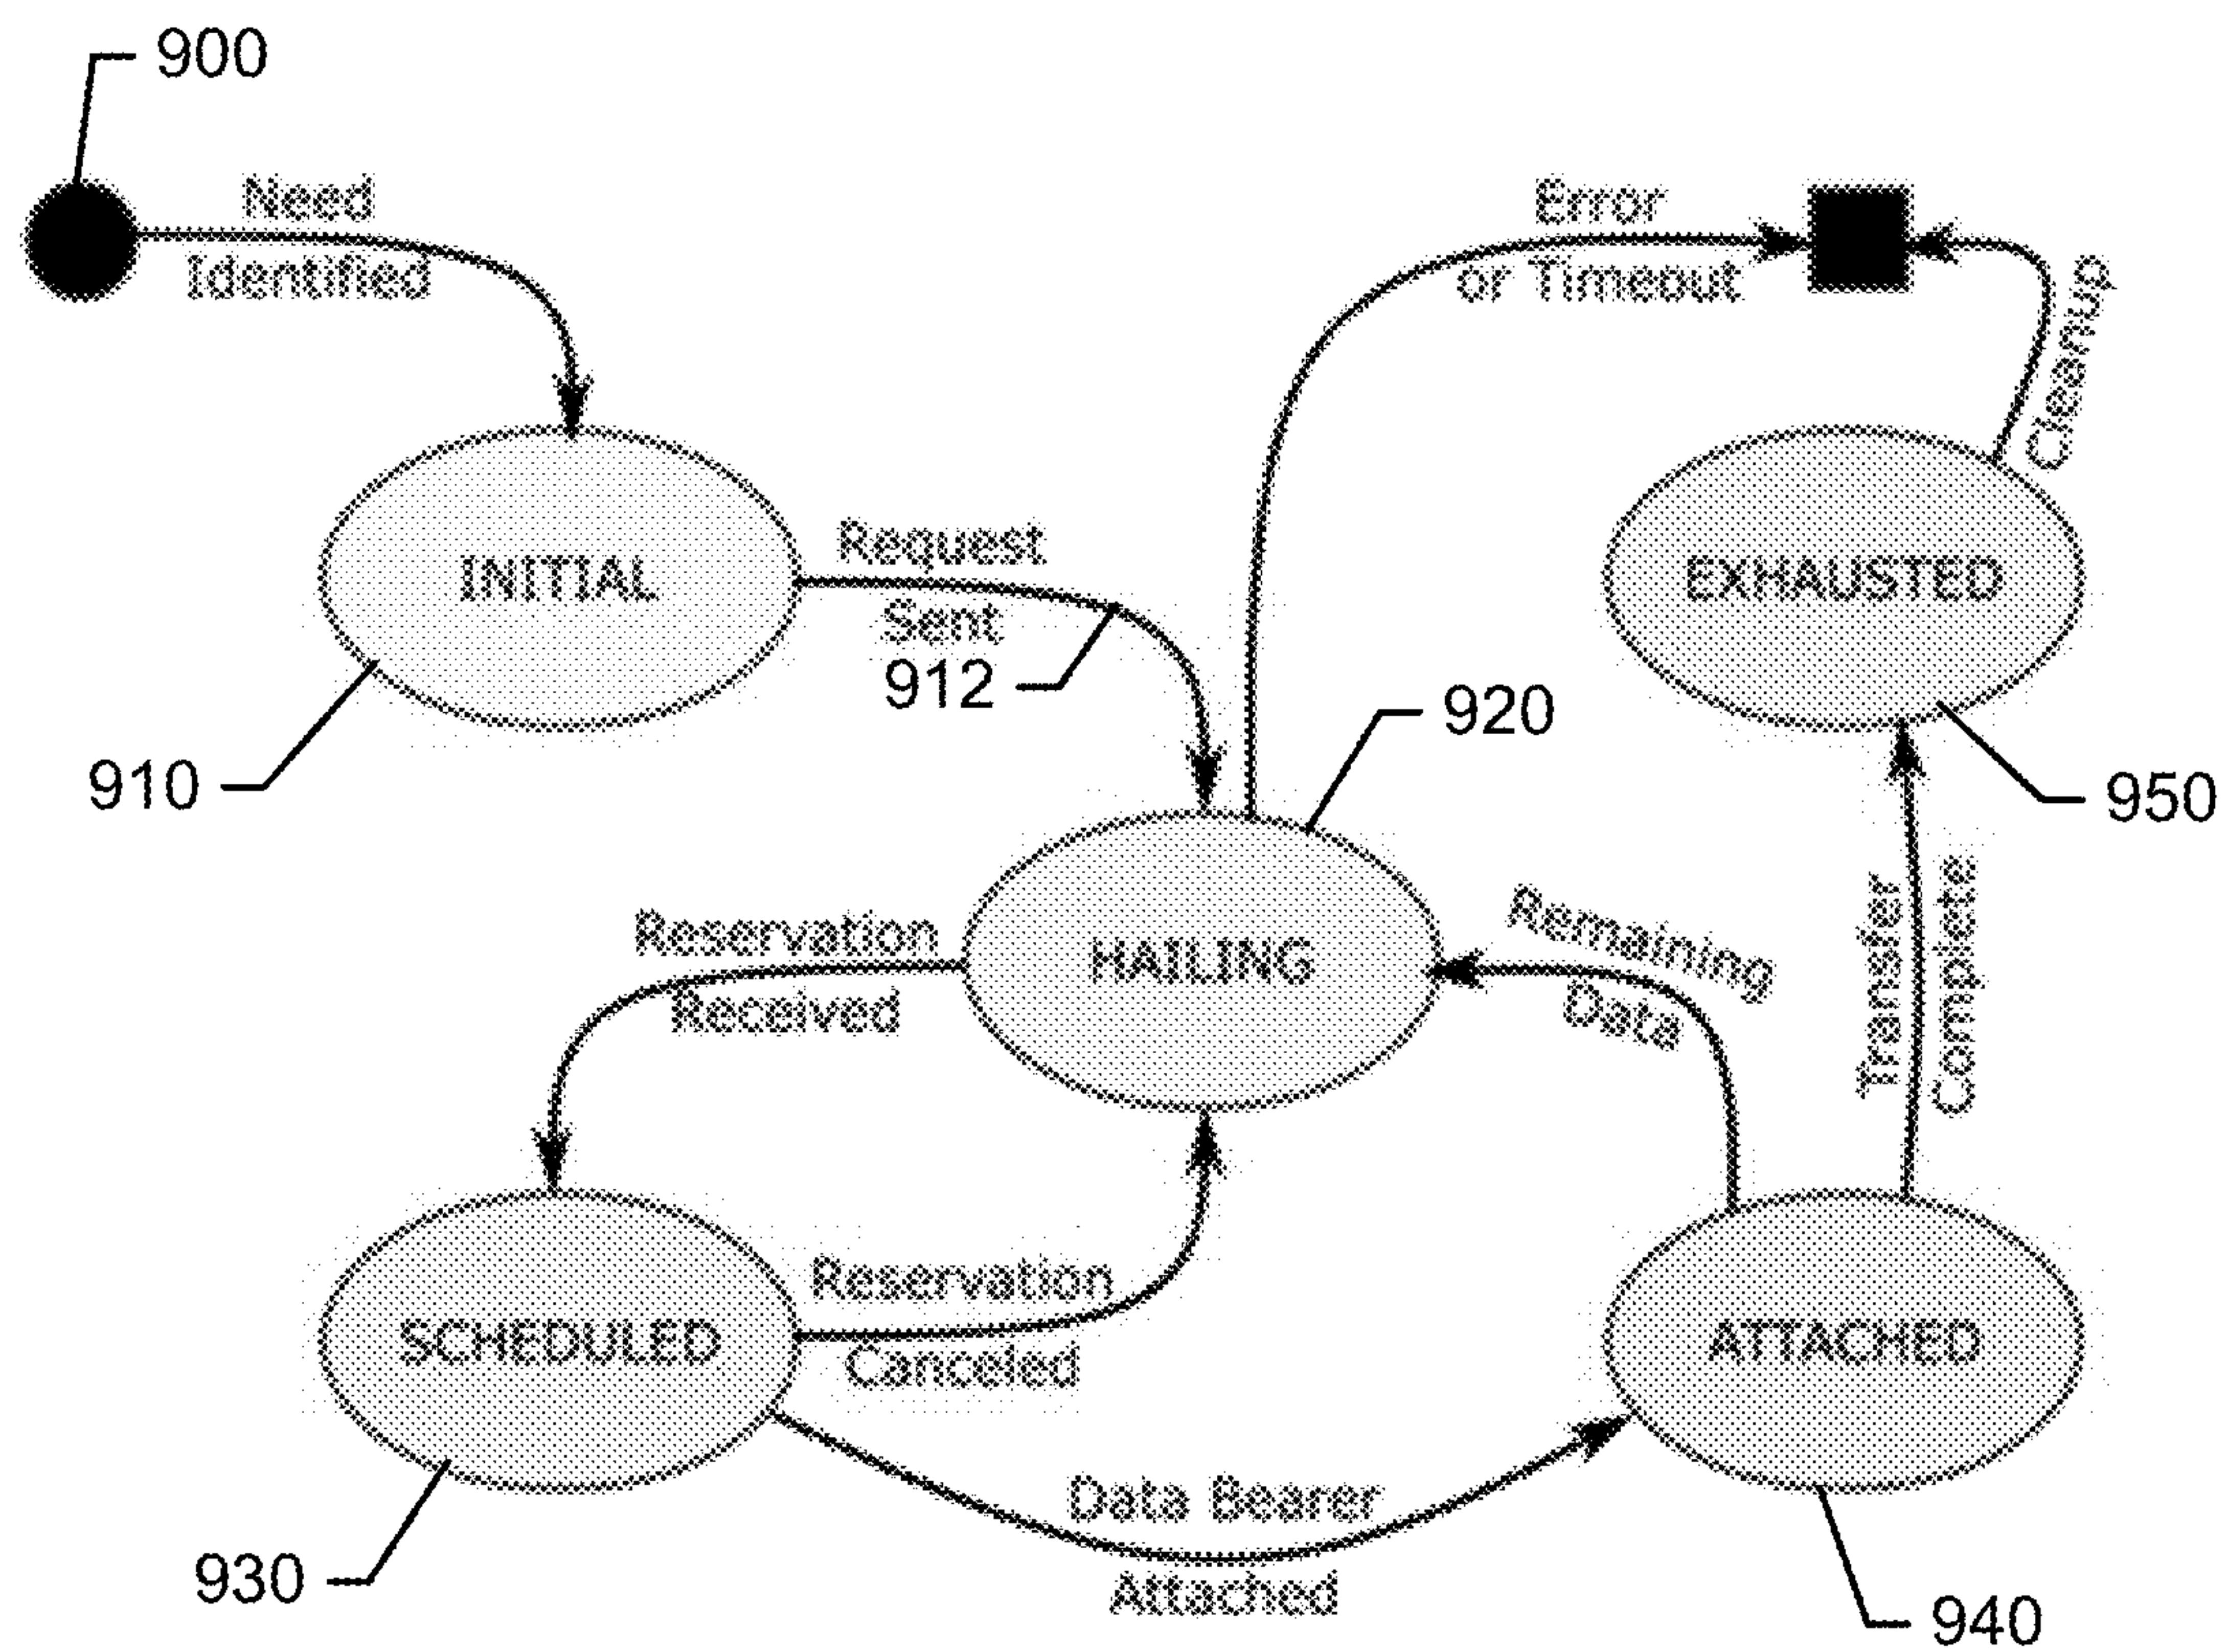 900
Need
Identified
Error
or Timeout
Cleanup
INITIAL
Request
Sent
912
EXHAUSTED
910
920
950
Reservation
Received
HAILING
Remaining
Data
Transfer
Complete
SCHEDULED
Reservation
Canceled
ATTACHED
Data Bearer
Attached
930
940